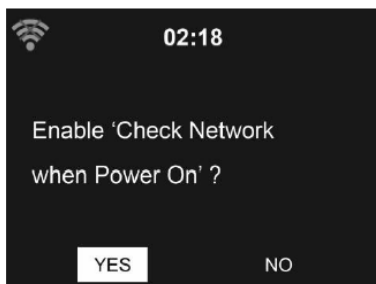 02:18
Enable ‘Check Network
when Power On’ ?
YES NO